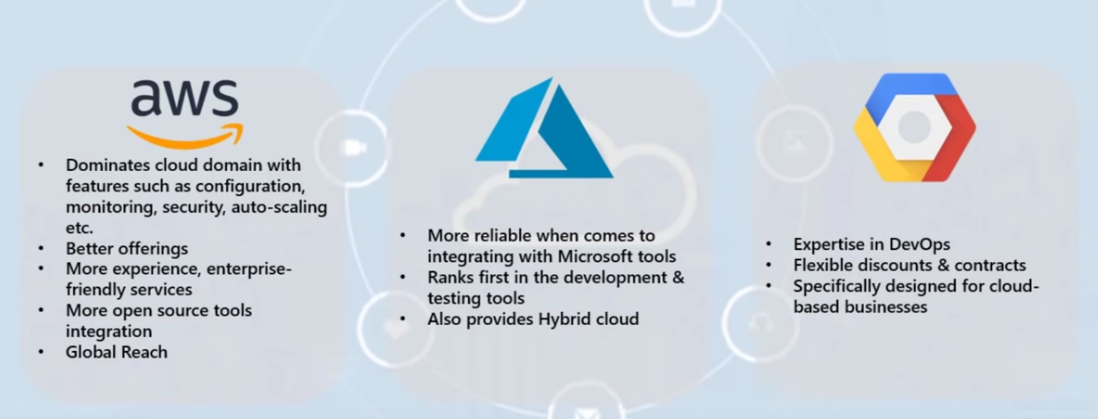 aws
• Dominates cloud domain with
features such as configuration,
monitoring, security, auto-scaling
etc.
• Better offerings
• More experience, enterprise-
friendly services
• More open source tools
integration
• Global Reach
• More reliable when comes to
integrating with Microsoft tools
• Ranks first in the development &
testing tools
• Also provides Hybrid cloud
• Expertise in DevOps
• Flexible discounts & contracts
• Specifically designed for cloud-
based businesses